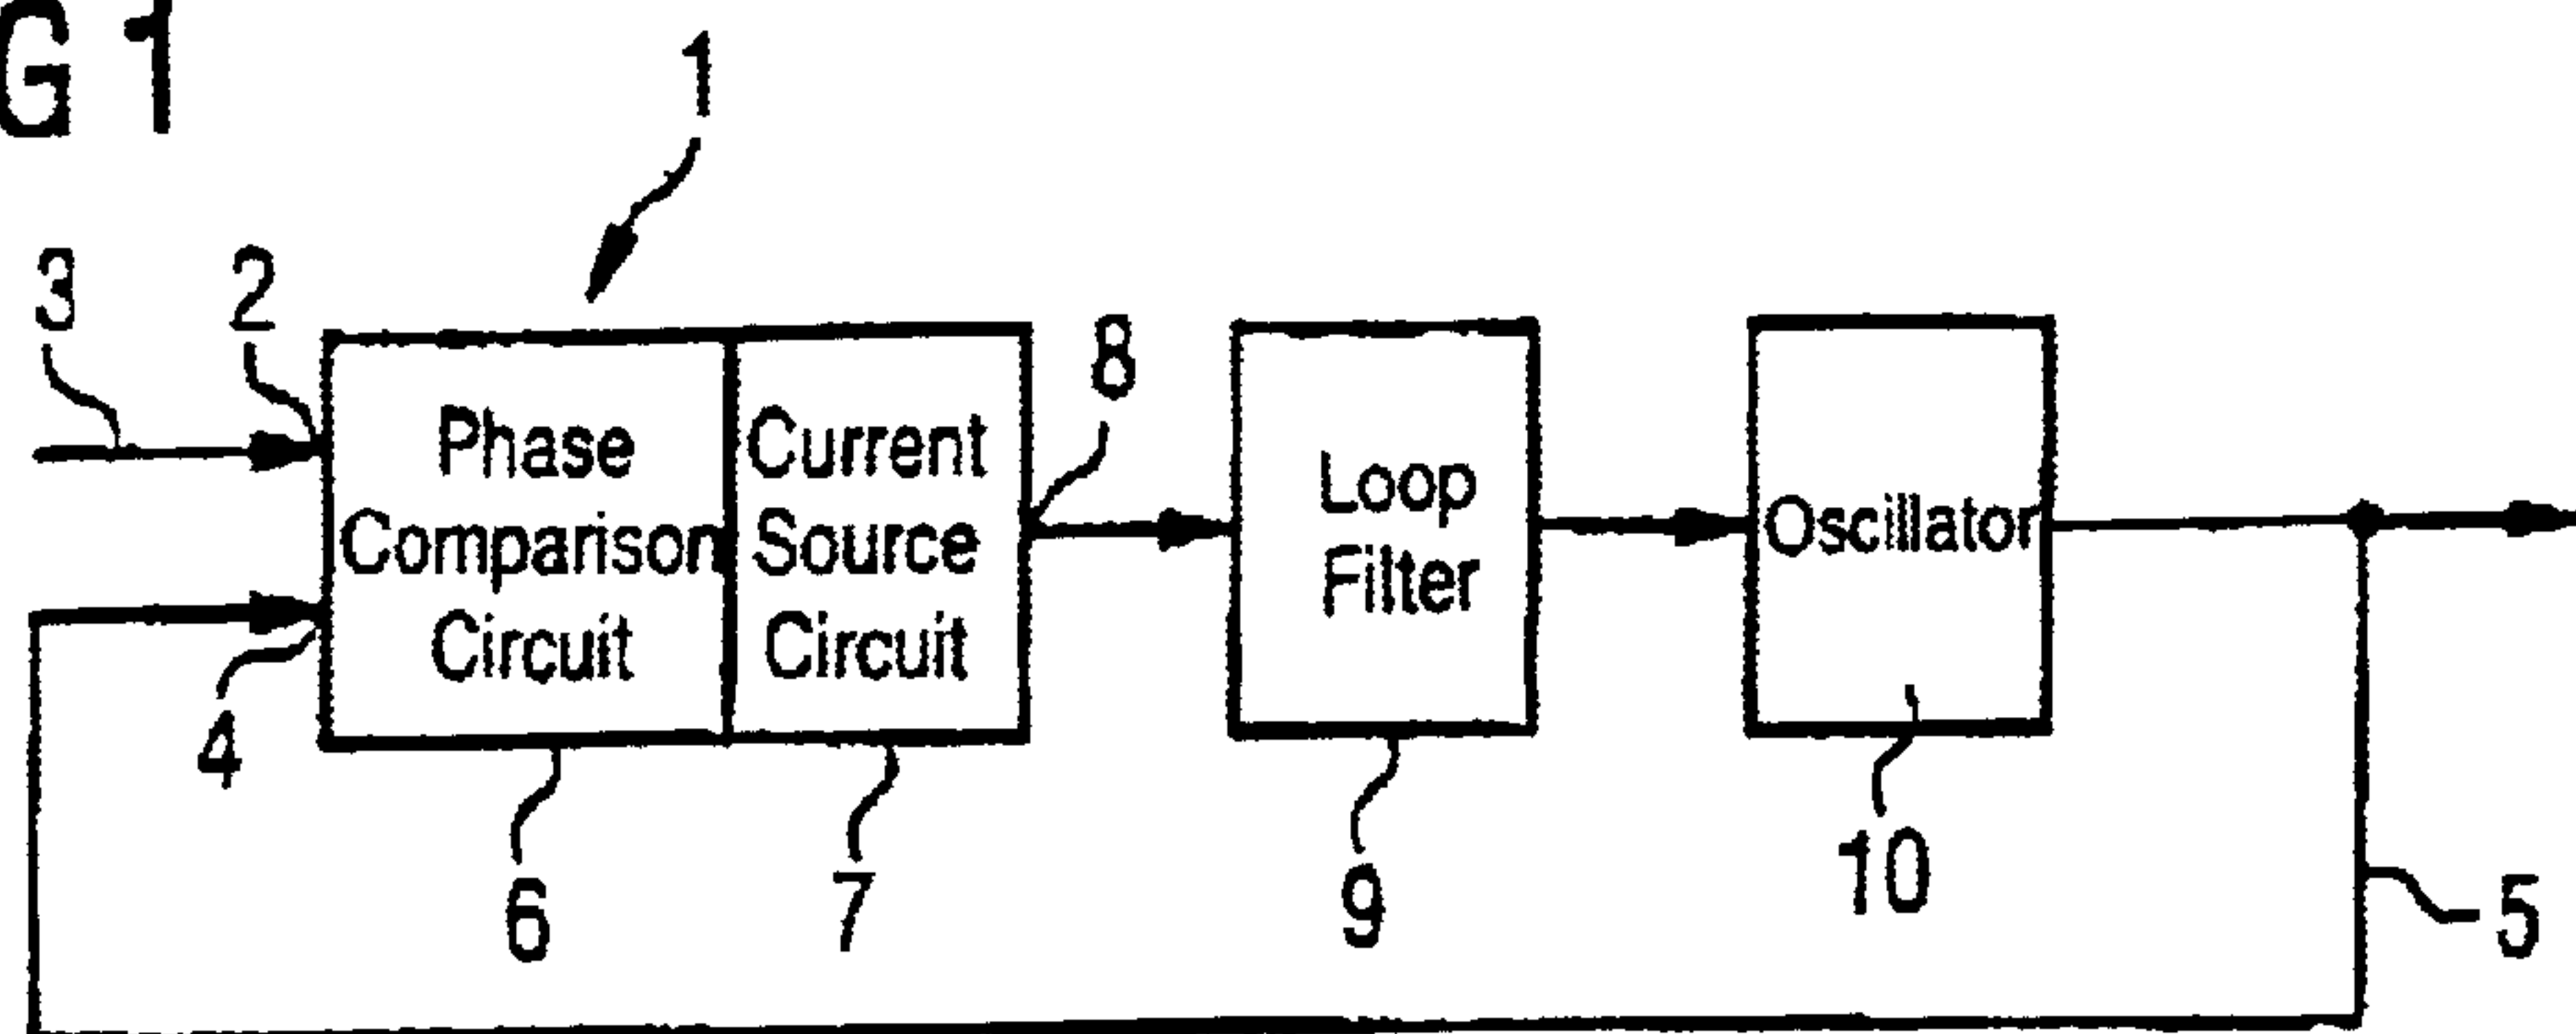 G 1
1
3
2
8
Phase
Comparison
Circuit
Current
Source
Circuit
Loop
Filter
Oscillator
4
6
7
9
10
5